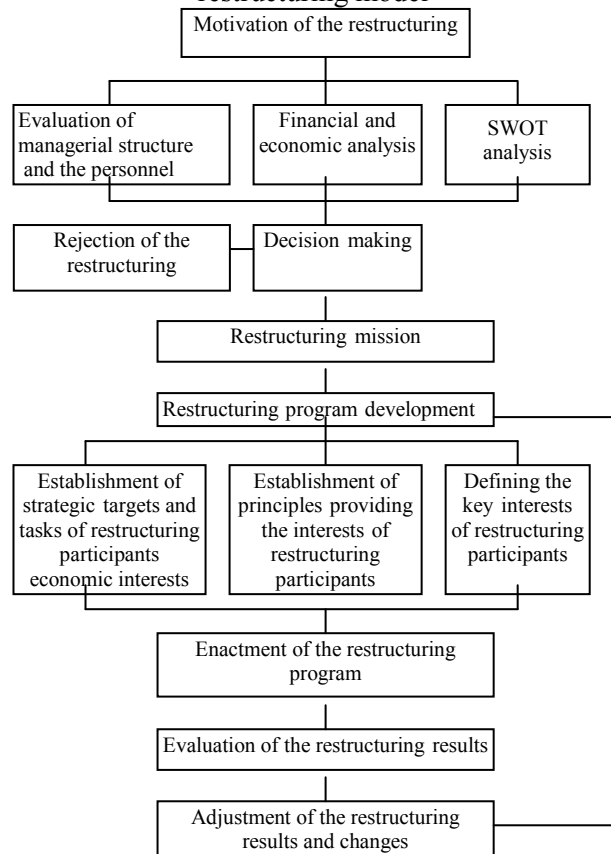 restructuring model
Motivation of the restructuring
Evaluation of
managerial structure
and the personnel
Financial and
economic analysis
SWOT
analysis
Rejection of the
restructuring
Decision making
Restructuring mission
Restructuring program development
Establishment of
strategic targets and
tasks of restructuring
participants
economic interests
Establishment of
principles providing
the interests of
restructuring
participants
Defining the
key interests
of restructuring
participants
Enactment of the restructuring
program
Evaluation of the restructuring results
Adjustment of the restructuring
results and changes